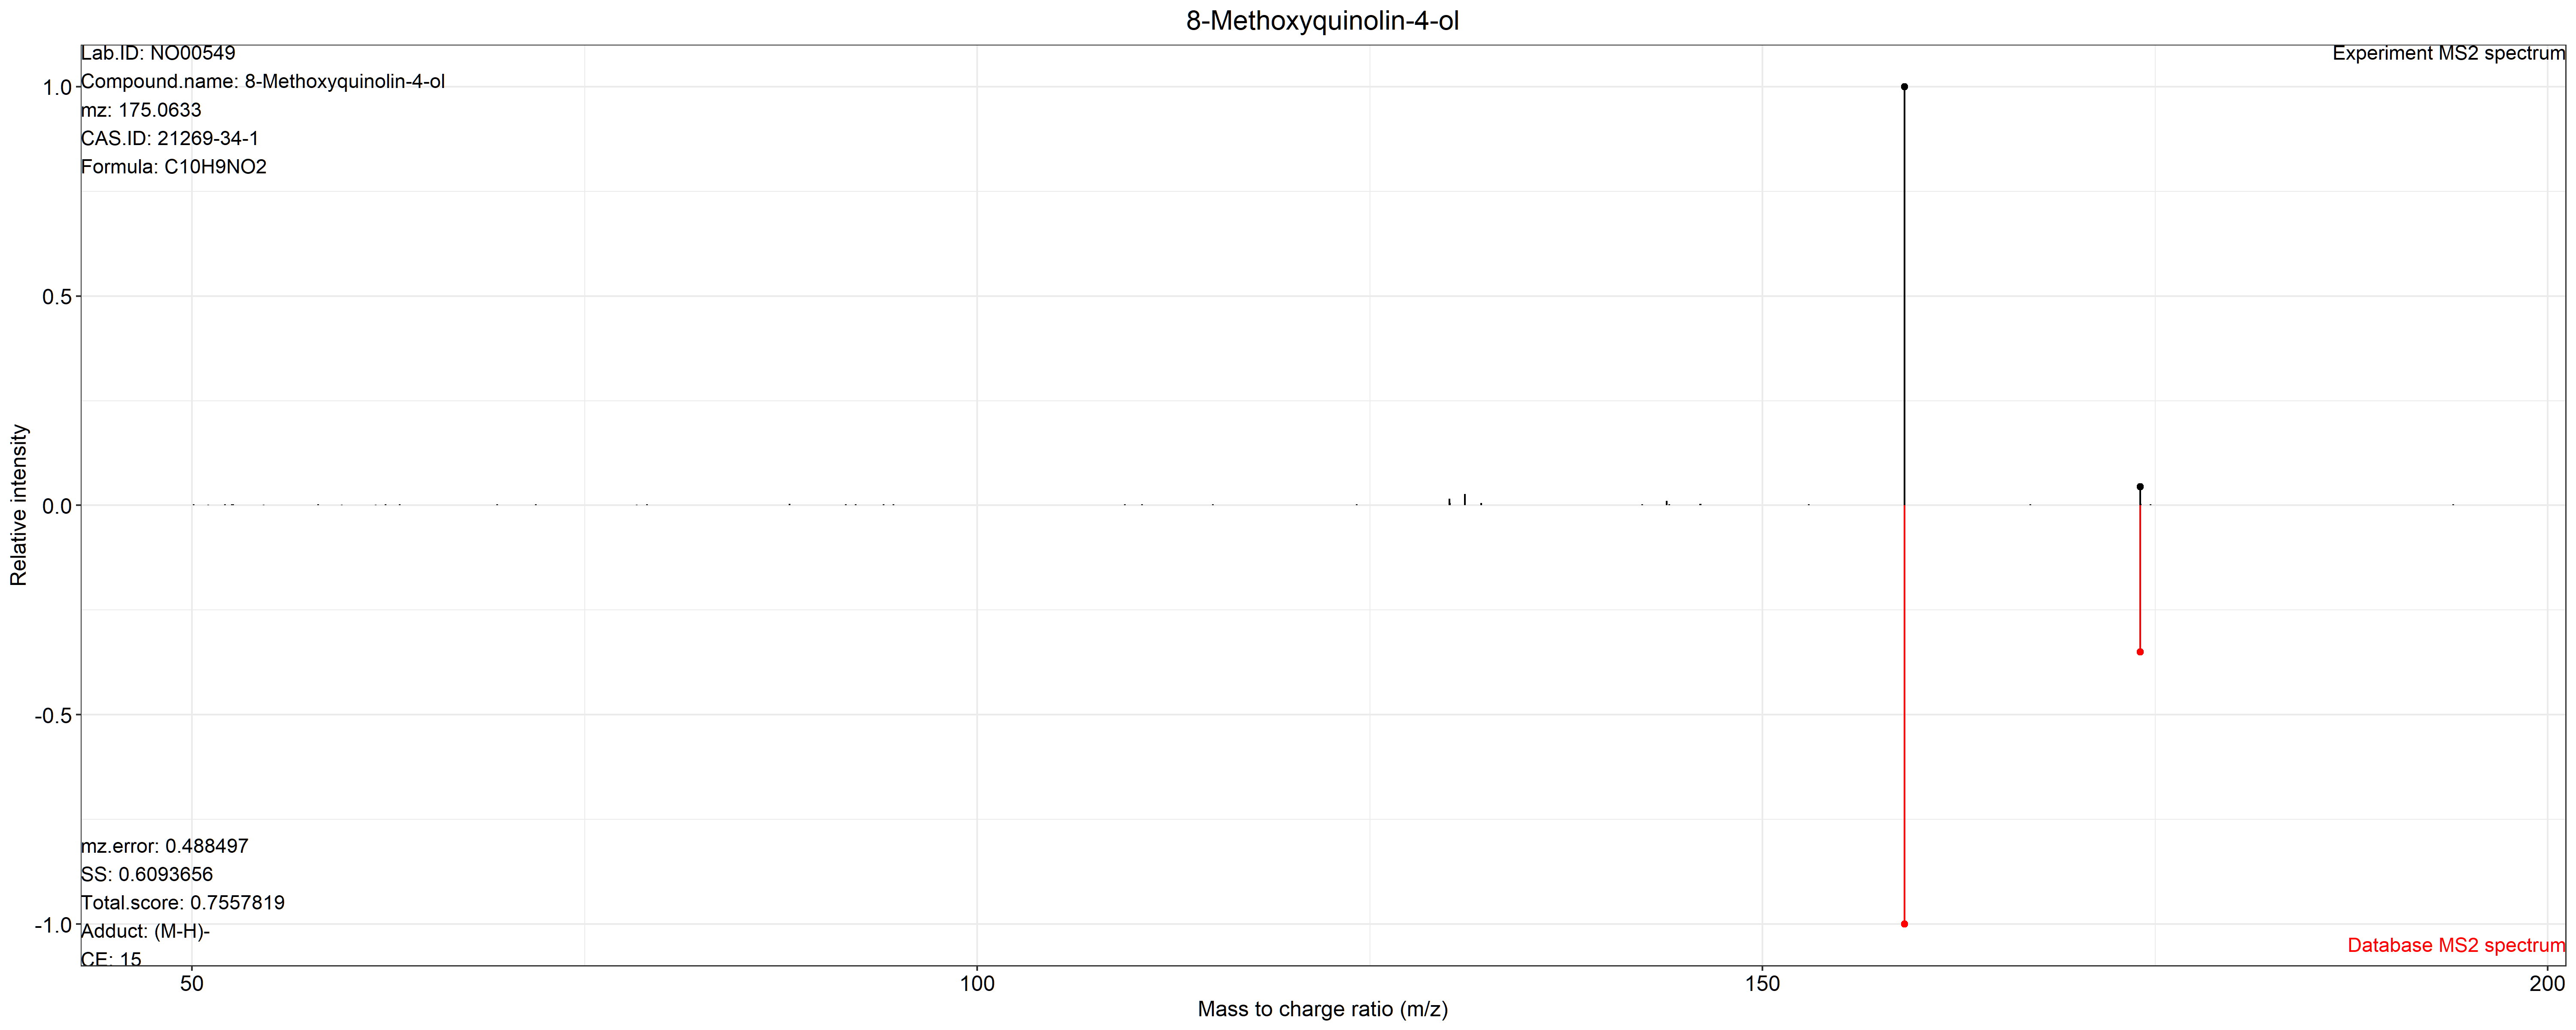 8-Methoxyquinolin-4-ol
Lab.ID: NO00549
Experiment MS2 spectrum
Compound.name: 8-Methoxyquinolin-4-ol
mz: 175.0633
CAS.ID: 21269-34-1
Formula: C10H9NO2
1.0
0.5
0.0
-0.5
-1.0
Relative intensity
mz.error: 0.488497
SS: 0.6093656
Total.score: 0.7557819
Adduct: (M-H)-
CE: 15
Database MS2 spectrum
50 100 150 200
Mass to charge ratio (m/z)